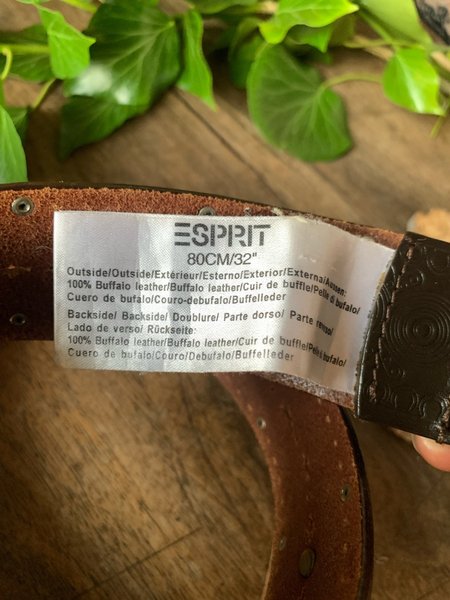 ESPRIT
80CM/32"
Outside/Outside/Extérieur/Esterno/Exterior/Externa/Aussen:
100% Buffalo leather/Buffalo leather/Cuir de buffle/Pelle di bufalo/
Cuero de bufalo/Couro-debufalo/Buffelleder
Backside/ Backside/ Doublure/ Parte dorso/ Parte renso/
Lado de verso/ Rückseite:
100% Buffalo leather/Buffalo leather/Cuir de buffle/Pelle di bufalo/
Cuero de bufalo/Couro/Debufalo/Buffelleder